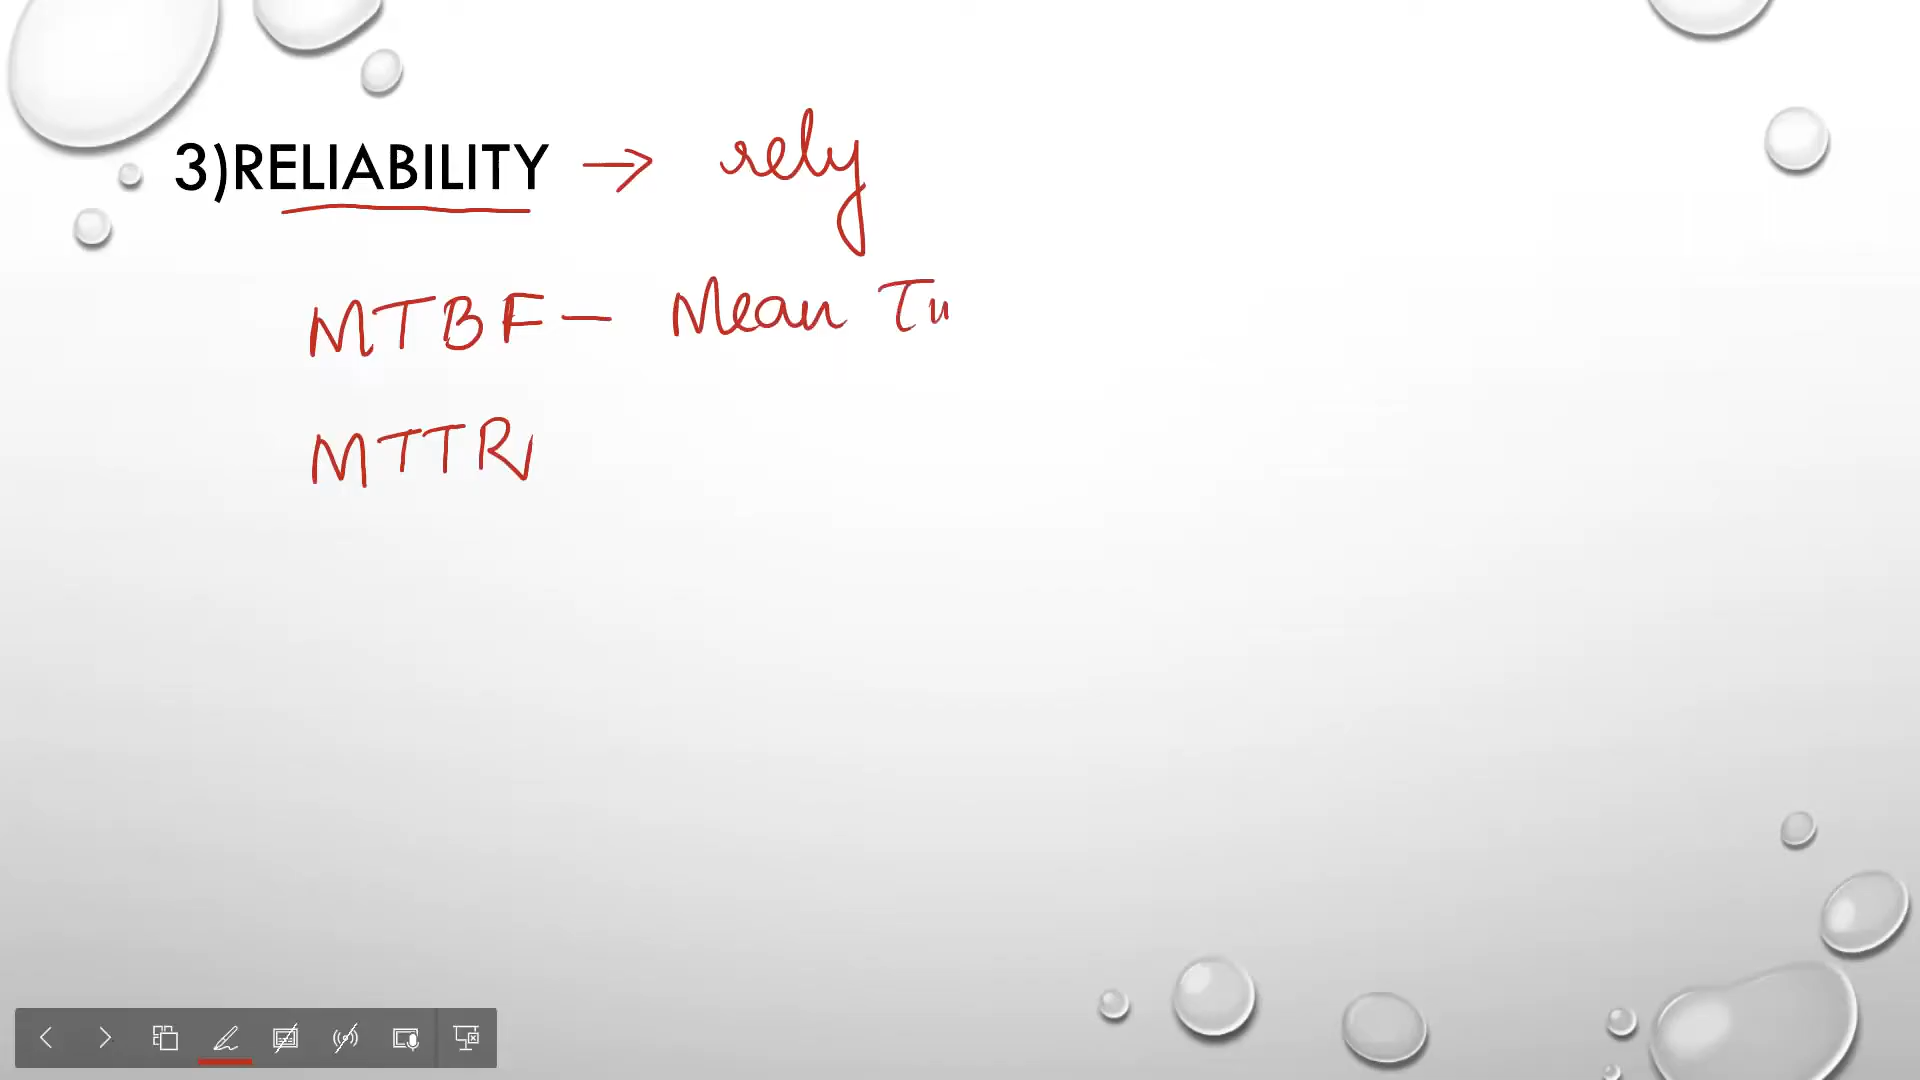 3)RELIABILITY → rely
MTBF — Mean
MTTR